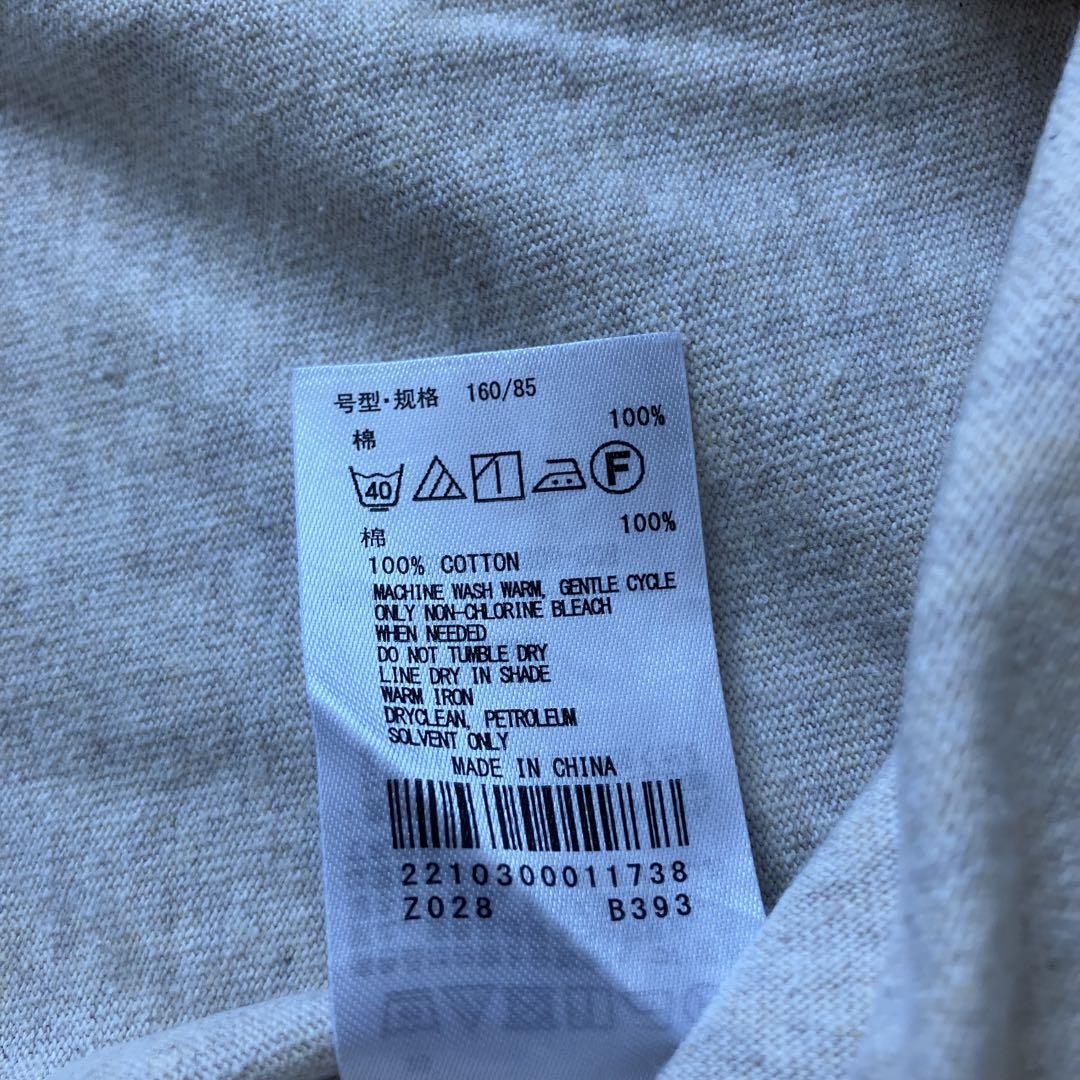 号型·规格 160/85
棉 100%
40 F
棉 100%
100% COTTON
MACHINE WASH WARM, GENTLE CYCLE
ONLY NON-CHLORINE BLEACH
WHEN NEEDED
DO NOT TUMBLE DRY
LINE DRY IN SHADE
WARM IRON
DRYCLEAN, PETROLEUM
SOLVENT ONLY
MADE IN CHINA
2210300011738
Z028 B393